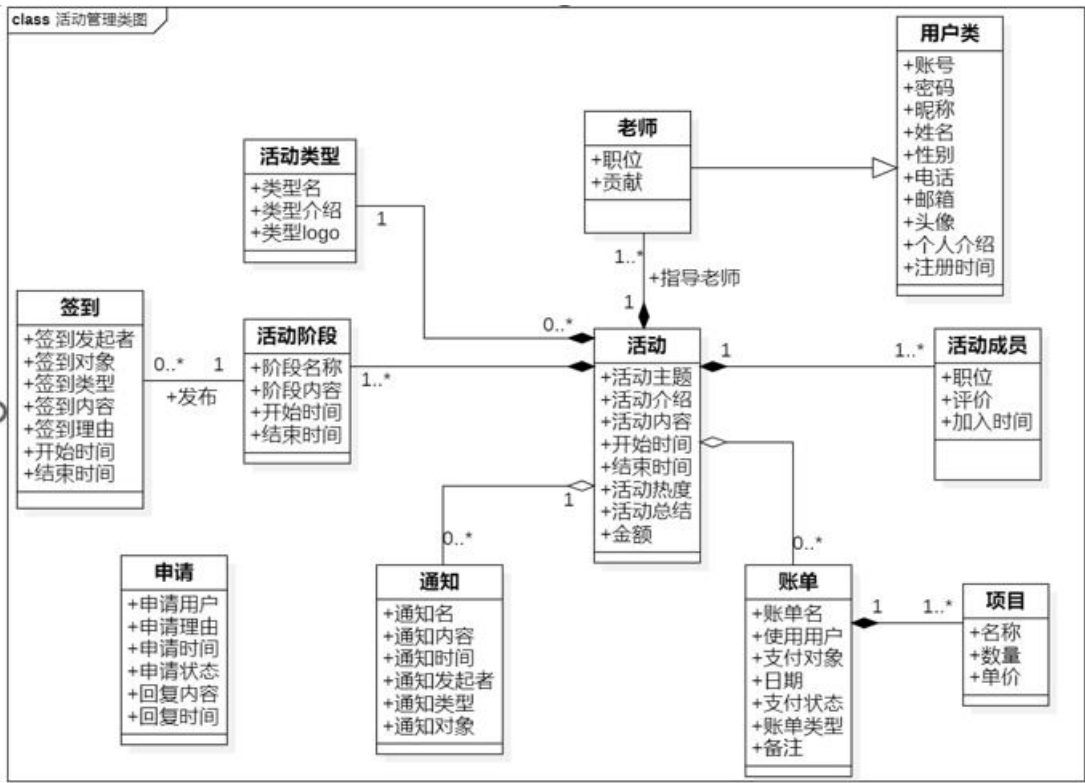 class 活动管理类图
用户类
+账号
+密码
+昵称
+姓名
+性别
+电话
+邮箱
+头像
+个人介绍
+注册时间
老师
+职位
+贡献
活动类型
+类型名
+类型介绍
+类型logo
1
1..*
+指导老师
1
0..*
签到
+签到发起者
+签到对象
+签到类型
+签到内容
+签到理由
+开始时间
+结束时间
0..*
1
+发布
活动阶段
+阶段名称
+阶段内容
+开始时间
+结束时间
1..*
活动
+活动主题
+活动介绍
+活动内容
+开始时间
+结束时间
+活动热度
+活动总结
+金额
1
1..*
活动成员
+职位
+评价
+加入时间
1
0..*
0..*
申请
+申请用户
+申请理由
+申请时间
+申请状态
+回复内容
+回复时间
通知
+通知名
+通知内容
+通知时间
+通知发起者
+通知类型
+通知对象
账单
+账单名
+使用用户
+支付对象
+日期
+支付状态
+账单类型
+备注
1
1..*
项目
+名称
+数量
+单价